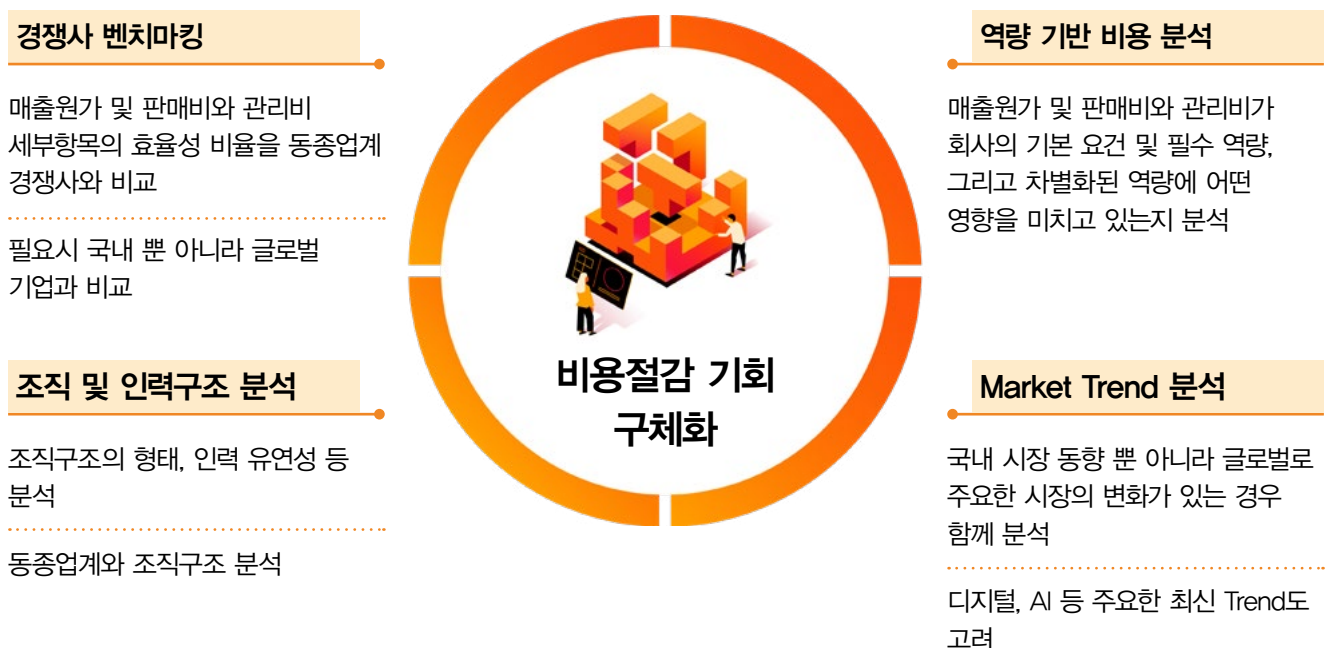 경쟁사 벤치마킹
매출원가 및 판매비와 관리비
세부항목의 효율성 비율을 동종업계
경쟁사와 비교
필요시 국내 뿐 아니라 글로벌
기업과 비교
역량 기반 비용 분석
매출원가 및 판매비와 관리비가
회사의 기본 요건 및 필수 역량,
그리고 차별화된 역량에 어떤
영향을 미치고 있는지 분석
비용절감 기회
구체화
조직 및 인력구조 분석
조직구조의 형태, 인력 유연성 등
분석
동종업계와 조직구조 분석
Market Trend 분석
국내 시장 동향 뿐 아니라 글로벌로
주요한 시장의 변화가 있는 경우
함께 분석
디지털, AI 등 주요한 최신 Trend도
고려